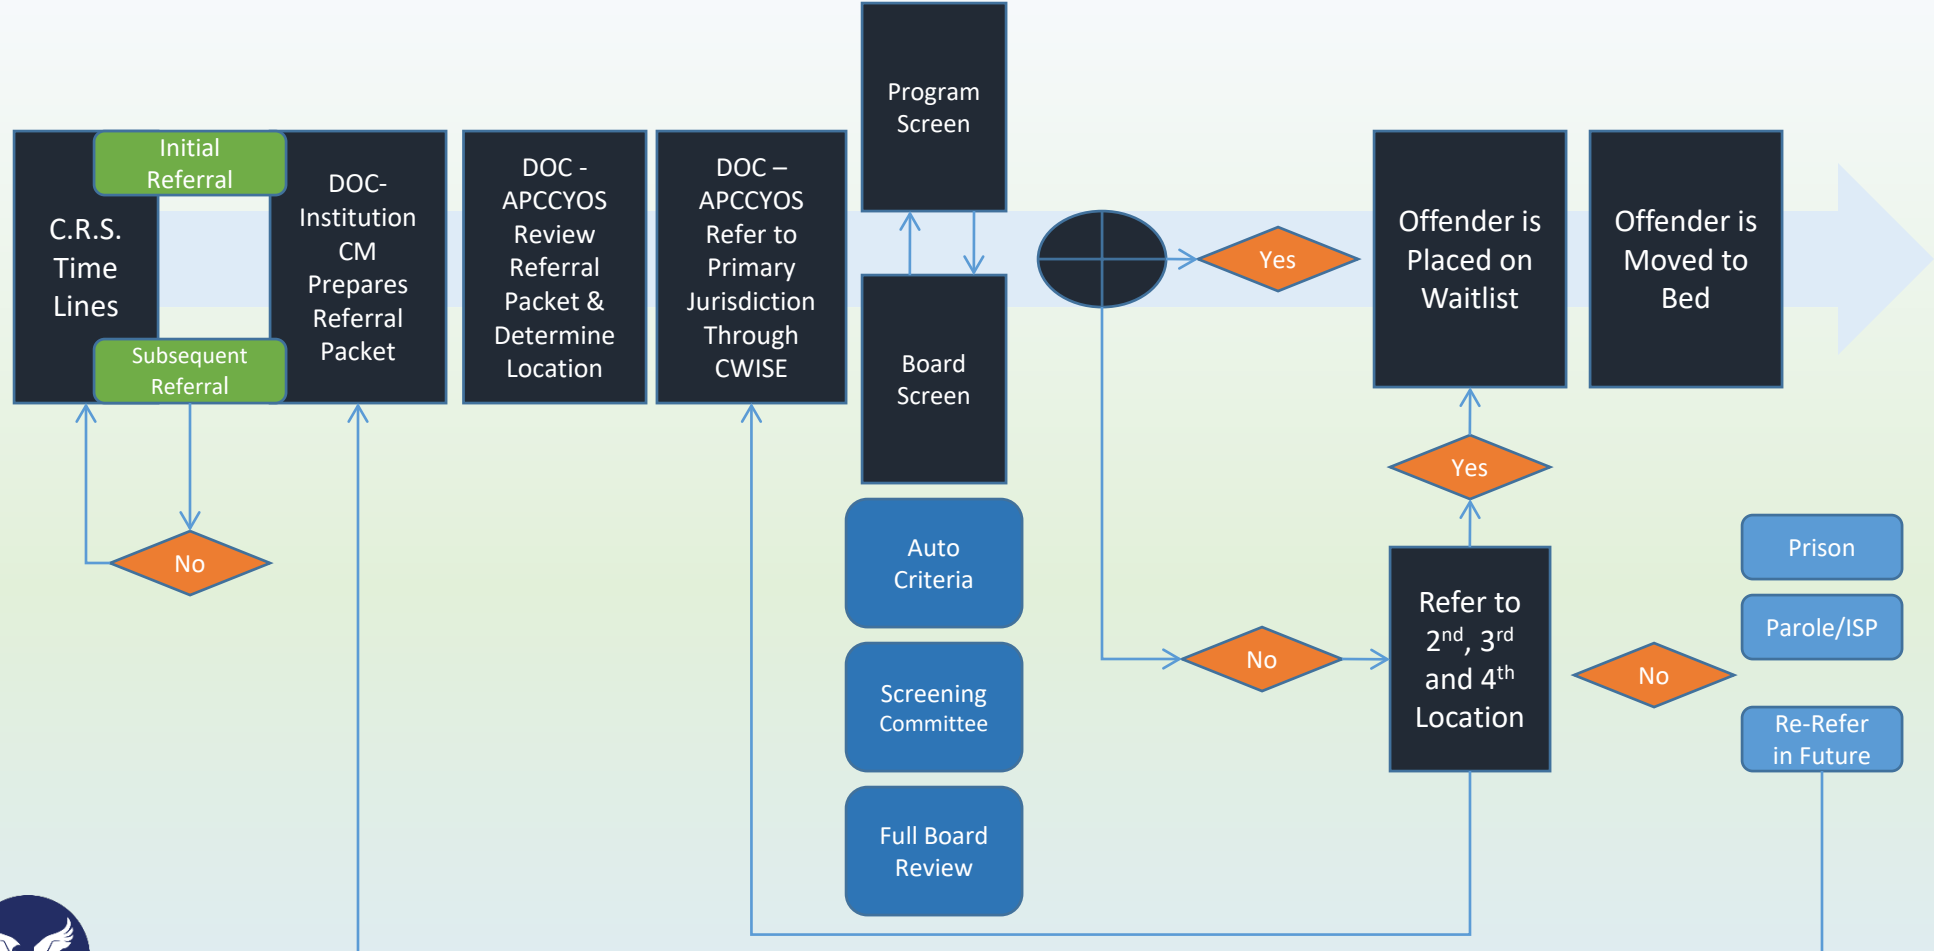 Initial
Referral
C.R.S.
Time
Lines
Subsequent
Referral
No
DOC-
Institution
CM
Prepares
Referral
Packet
DOC -
APCCYOS
Review
Referral
Packet &
Determine
Location
DOC –
APCCYOS
Refer to
Primary
Jurisdiction
Through
CWISE
Program
Screen
Board
Screen
Auto
Criteria
Screening
Committee
Full Board
Review
Yes
No
Offender is
Placed on
Waitlist
Yes
Refer to
2nd, 3rd
and 4th
Location
Offender is
Moved to
Bed
No
Prison
Parole/ISP
Re-Refer
in Future